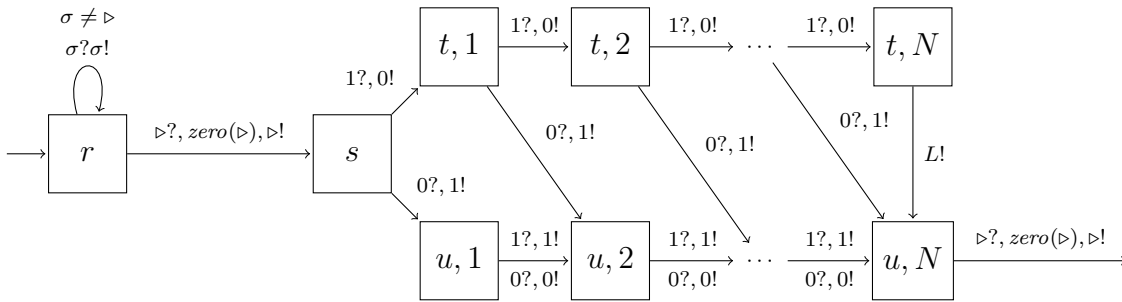 σ ≠ ▷
σ?σ!
r
▷?, zero(▷), ▷!
s
1?, 0!
0?, 1!
t, 1
1?, 0!
t, 2
1?, 0!
...
1?, 0!
t, N
0?, 1!
0?, 1!
0?, 1!
L!
u, 1
1?, 1!
0?, 0!
u, 2
1?, 1!
0?, 0!
...
1?, 1!
0?, 0!
u, N
▷?, zero(▷), ▷!